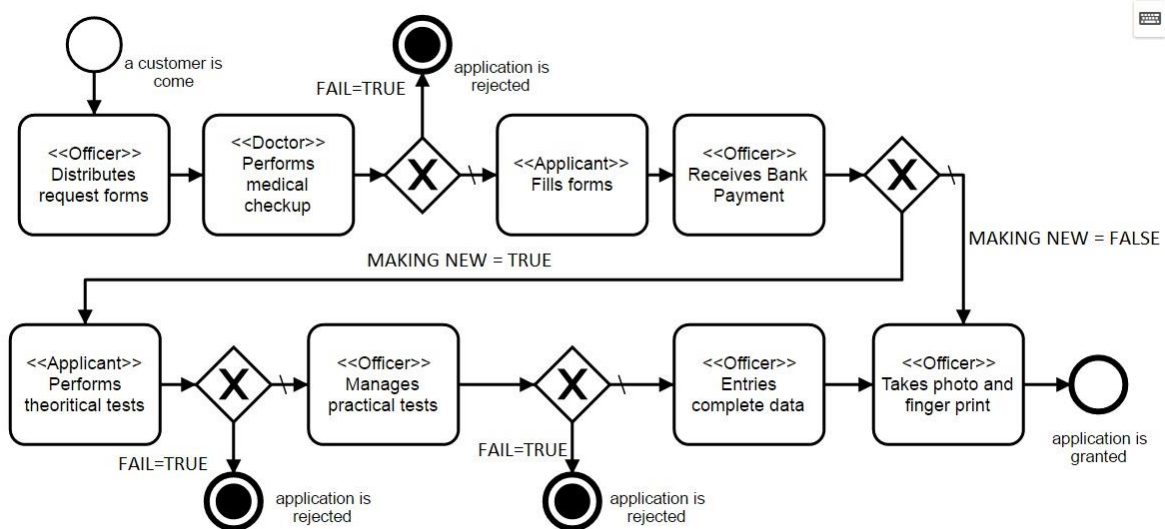 a customer is
come
FAIL=TRUE
application is
rejected
<<Officer>>
Distributes
request forms
<<Doctor>>
Performs
medical
checkup
X
<<Applicant>>
Fills forms
<<Officer>>
Receives Bank
Payment
X
MAKING NEW = FALSE
MAKING NEW = TRUE
<<Applicant>>
Performs
theoritical tests
X
<<Officer>>
Manages
practical tests
X
<<Officer>>
Entries
complete data
<<Officer>>
Takes photo and
finger print
application is
granted
FAIL=TRUE
application is
rejected
FAIL=TRUE
application is
rejected